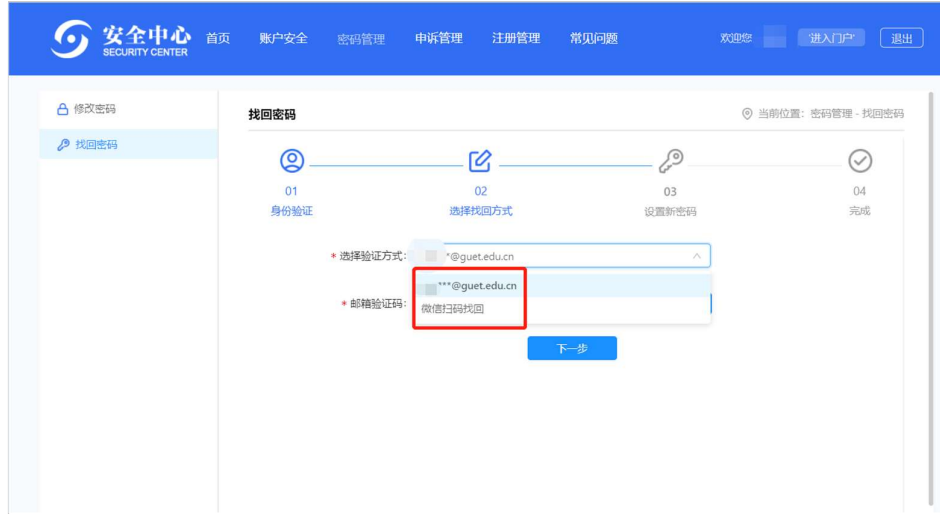 安全中心
SECURITY CENTER
首页 账户安全 密码管理 申诉管理 注册管理 常见问题 欢迎您 进入门户 退出
修改密码
找回密码
找回密码
当前位置：密码管理 - 找回密码
01 02 03 04
身份验证 选择找回方式 设置新密码 完成
* 选择验证方式: *@guet.edu.cn
***@guet.edu.cn
* 邮箱验证码:
微信扫码找回
下一步